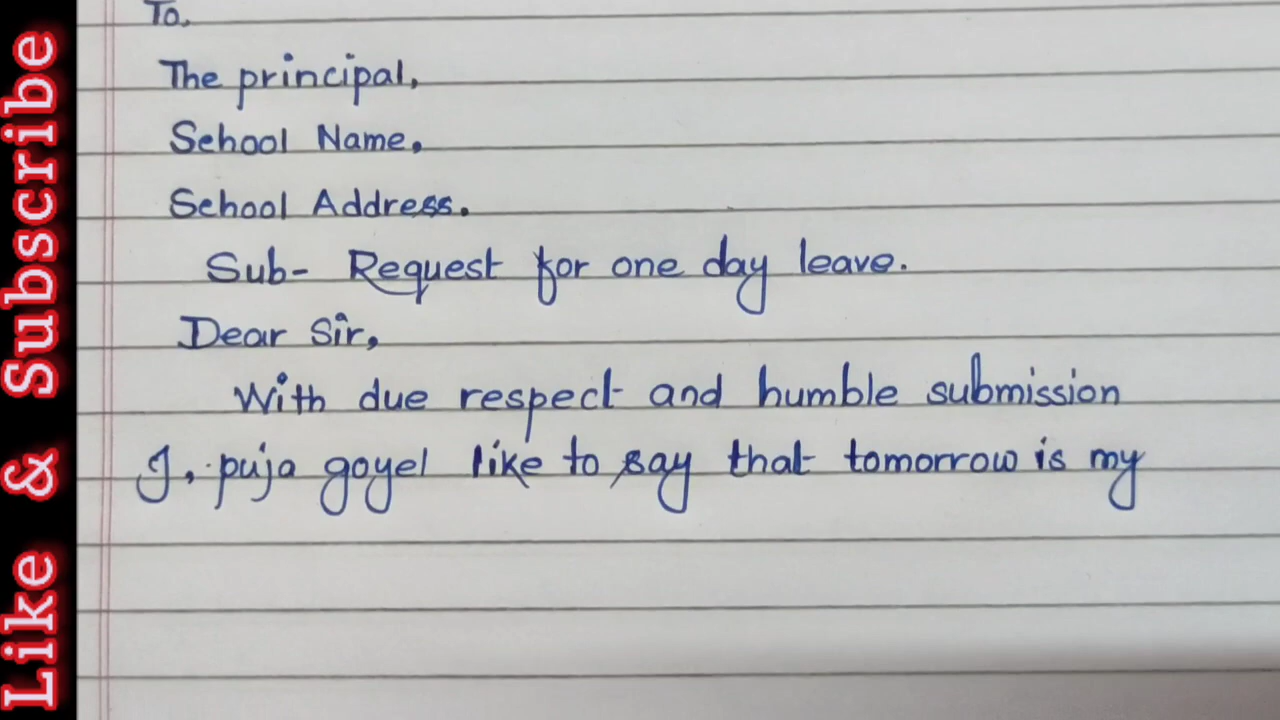 To,
The principal,
School Name,
School Address.
Sub- Request for one day leave.
Dear Sir,
With due respect and humble submission
I, puja goyel like to say that tomorrow is my
Like & Subscribe